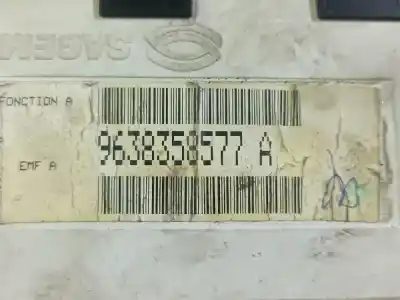 SAGEM
FONCTION A
9638358577 A
EMF A